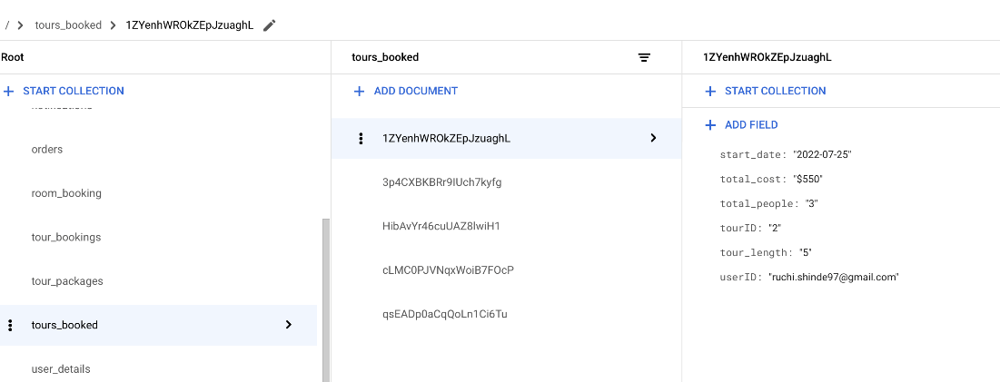 / > tours_booked > 1ZYenhWROkZEpJzuaghL
Root
START COLLECTION
notifications
orders
room_booking
tour_bookings
tour_packages
tours_booked
user_details
tours_booked
ADD DOCUMENT
1ZYenhWROkZEpJzuaghL
3p4CXBKBRr9IUch7kyfg
HibAvYr46cuUAZ8lwiH1
cLMC0PJVNqxWoiB7FOcP
qsEADp0aCqQoLn1Ci6Tu
1ZYenhWROkZEpJzuaghL
START COLLECTION
ADD FIELD
start_date: "2022-07-25"
total_cost: "$550"
total_people: "3"
tourID: "2"
tour_length: "5"
userID: "ruchi.shinde97@gmail.com"